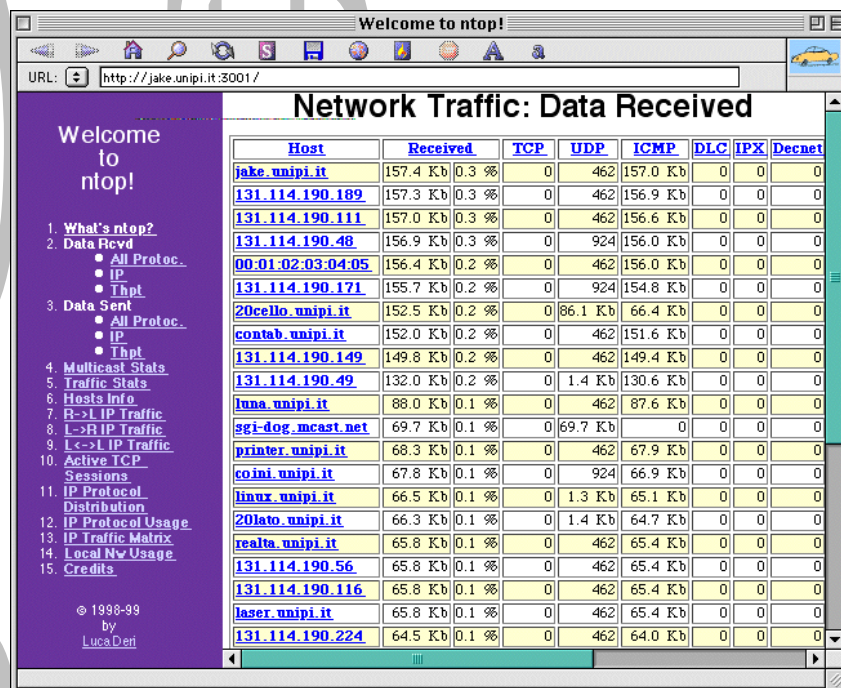 Welcome to ntop!
URL: http://jake.unipi.it:3001/
Welcome
to
ntop!
1. What's ntop?
2. Data Rcvd
All Protoc.
IP
Thpt
3. Data Sent
All Protoc.
IP
Thpt
4. Multicast Stats
5. Traffic Stats
6. Hosts Info
7. R->L IP Traffic
8. L->R IP Traffic
9. L<->L IP Traffic
10. Active TCP
Sessions
11. IP Protocol
Distribution
12. IP Protocol Usage
13. IP Traffic Matrix
14. Local Nw Usage
15. Credits
© 1998-99
by
Luca Deri
Network Traffic: Data Received
Host Received TCP UDP ICMP DLC IPX Decnet
jake.unipi.it 157.4 Kb 0.3 % 0 462 157.0 Kb 0 0 0
131.114.190.189 157.3 Kb 0.3 % 0 462 156.9 Kb 0 0 0
131.114.190.111 157.0 Kb 0.3 % 0 462 156.6 Kb 0 0 0
131.114.190.48 156.9 Kb 0.3 % 0 924 156.0 Kb 0 0 0
00:01:02:03:04:05 156.4 Kb 0.2 % 0 462 156.0 Kb 0 0 0
131.114.190.171 155.7 Kb 0.2 % 0 924 154.8 Kb 0 0 0
20cello.unipi.it 152.5 Kb 0.2 % 0 86.1 Kb 66.4 Kb 0 0 0
contab.unipi.it 152.0 Kb 0.2 % 0 462 151.6 Kb 0 0 0
131.114.190.149 149.8 Kb 0.2 % 0 462 149.4 Kb 0 0 0
131.114.190.49 132.0 Kb 0.2 % 0 1.4 Kb 130.6 Kb 0 0 0
luna.unipi.it 88.0 Kb 0.1 % 0 462 87.6 Kb 0 0 0
sgi-dog.mcast.net 69.7 Kb 0.1 % 0 69.7 Kb 0 0 0 0
printer.unipi.it 68.3 Kb 0.1 % 0 462 67.9 Kb 0 0 0
coini.unipi.it 67.8 Kb 0.1 % 0 924 66.9 Kb 0 0 0
linux.unipi.it 66.5 Kb 0.1 % 0 1.3 Kb 65.1 Kb 0 0 0
20lato.unipi.it 66.3 Kb 0.1 % 0 1.4 Kb 64.7 Kb 0 0 0
realta.unipi.it 65.8 Kb 0.1 % 0 462 65.4 Kb 0 0 0
131.114.190.56 65.8 Kb 0.1 % 0 462 65.4 Kb 0 0 0
131.114.190.116 65.8 Kb 0.1 % 0 462 65.4 Kb 0 0 0
laser.unipi.it 65.8 Kb 0.1 % 0 462 65.4 Kb 0 0 0
131.114.190.224 64.5 Kb 0.1 % 0 462 64.0 Kb 0 0 0